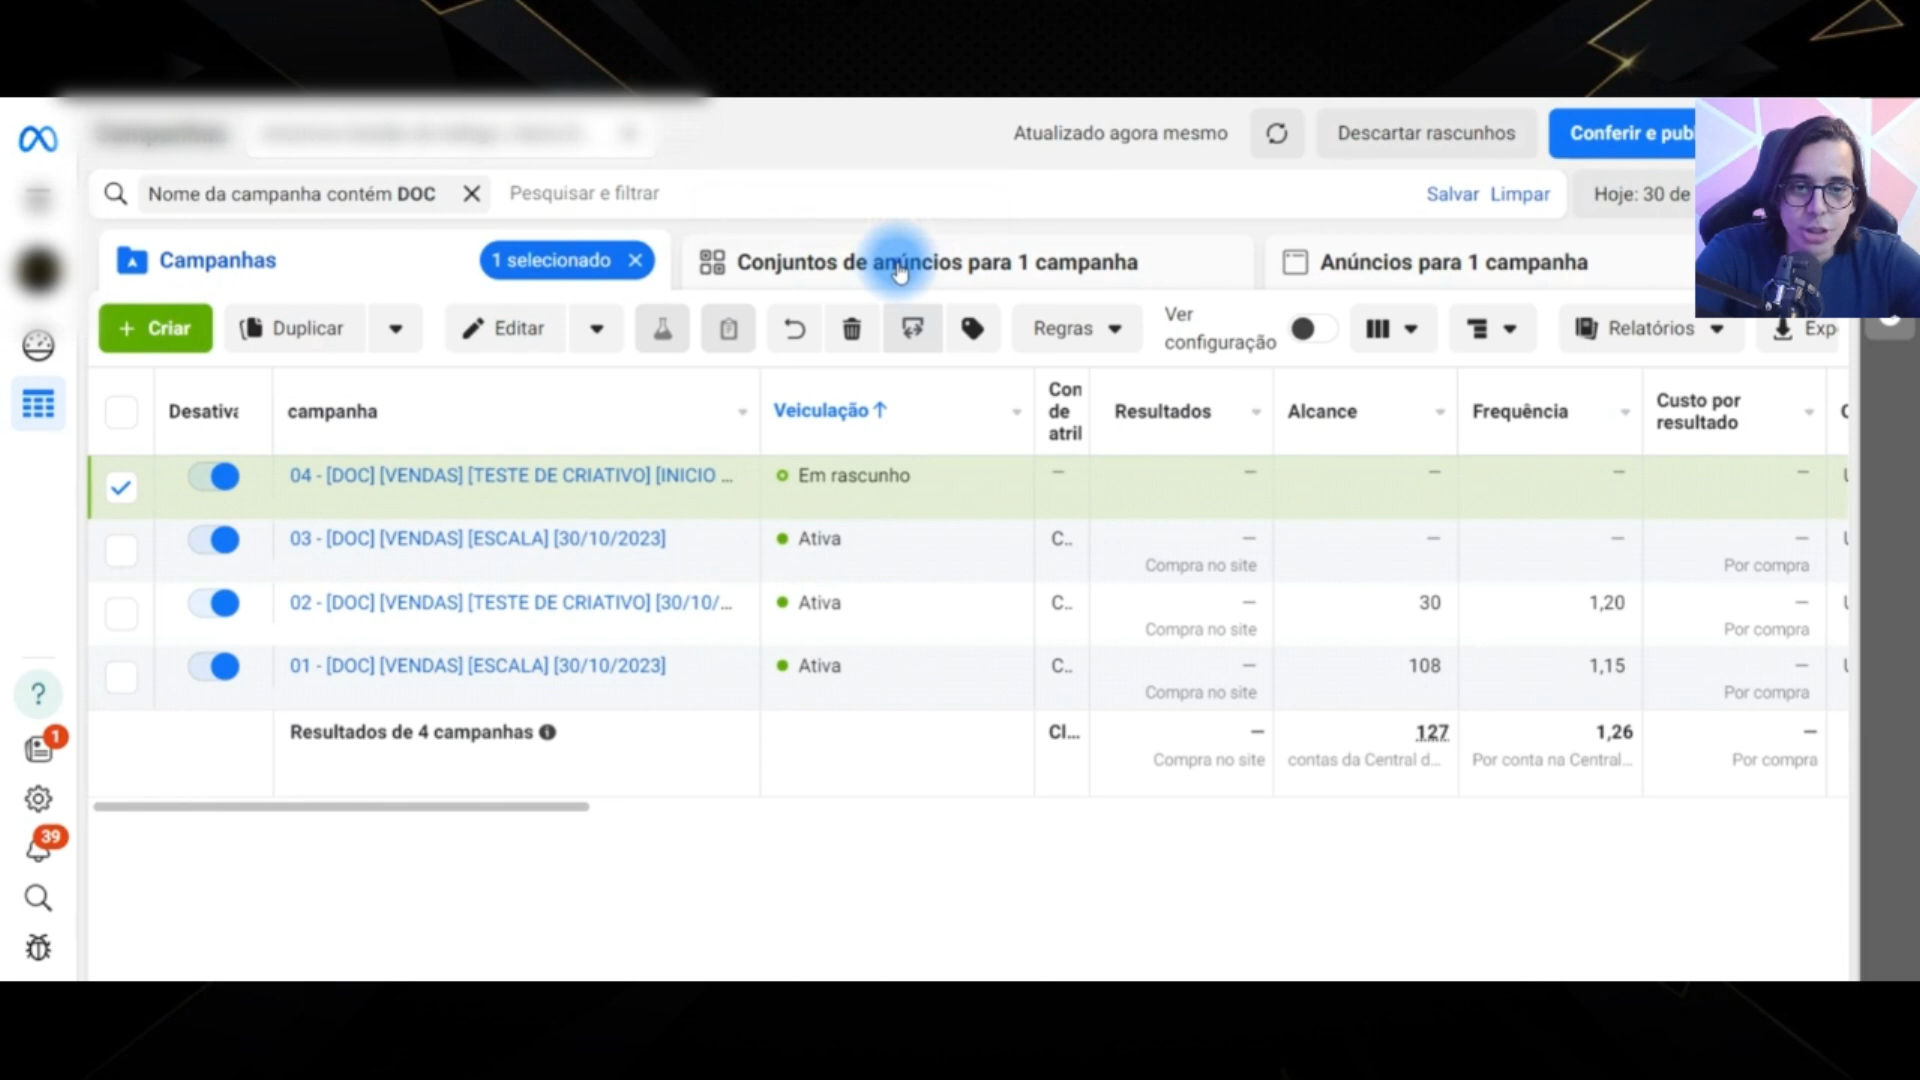 Atualizado agora mesmo
Descartar rascunhos
Conferir e pub
Nome da campanha contém DOC
Pesquisar e filtrar
Salvar
Limpar
Hoje: 30 de
Campanhas
1 selecionado
Conjuntos de anúncios para 1 campanha
Anúncios para 1 campanha
+ Criar
Duplicar
Editar
Regras
Ver
configuração
Relatórios
Exp
Desativa
campanha
Veiculação ↑
Con
de
atril
Resultados
Alcance
Frequência
Custo por
resultado
04 - [DOC] [VENDAS] [TESTE DE CRIATIVO] [INICIO ...
Em rascunho
— — — — —
03 - [DOC] [VENDAS] [ESCALA] [30/10/2023]
Ativa
C..
— — — —
Compra no site
Por compra
02 - [DOC] [VENDAS] [TESTE DE CRIATIVO] [30/10/...
Ativa
C..
— 30 1,20 —
Compra no site
Por compra
01 - [DOC] [VENDAS] [ESCALA] [30/10/2023]
Ativa
C..
— 108 1,15 —
Compra no site
Por compra
Resultados de 4 campanhas
Cl...
— 127 1,26 —
Compra no site
contas da Central d...
Por conta na Central...
Por compra
?
1
39